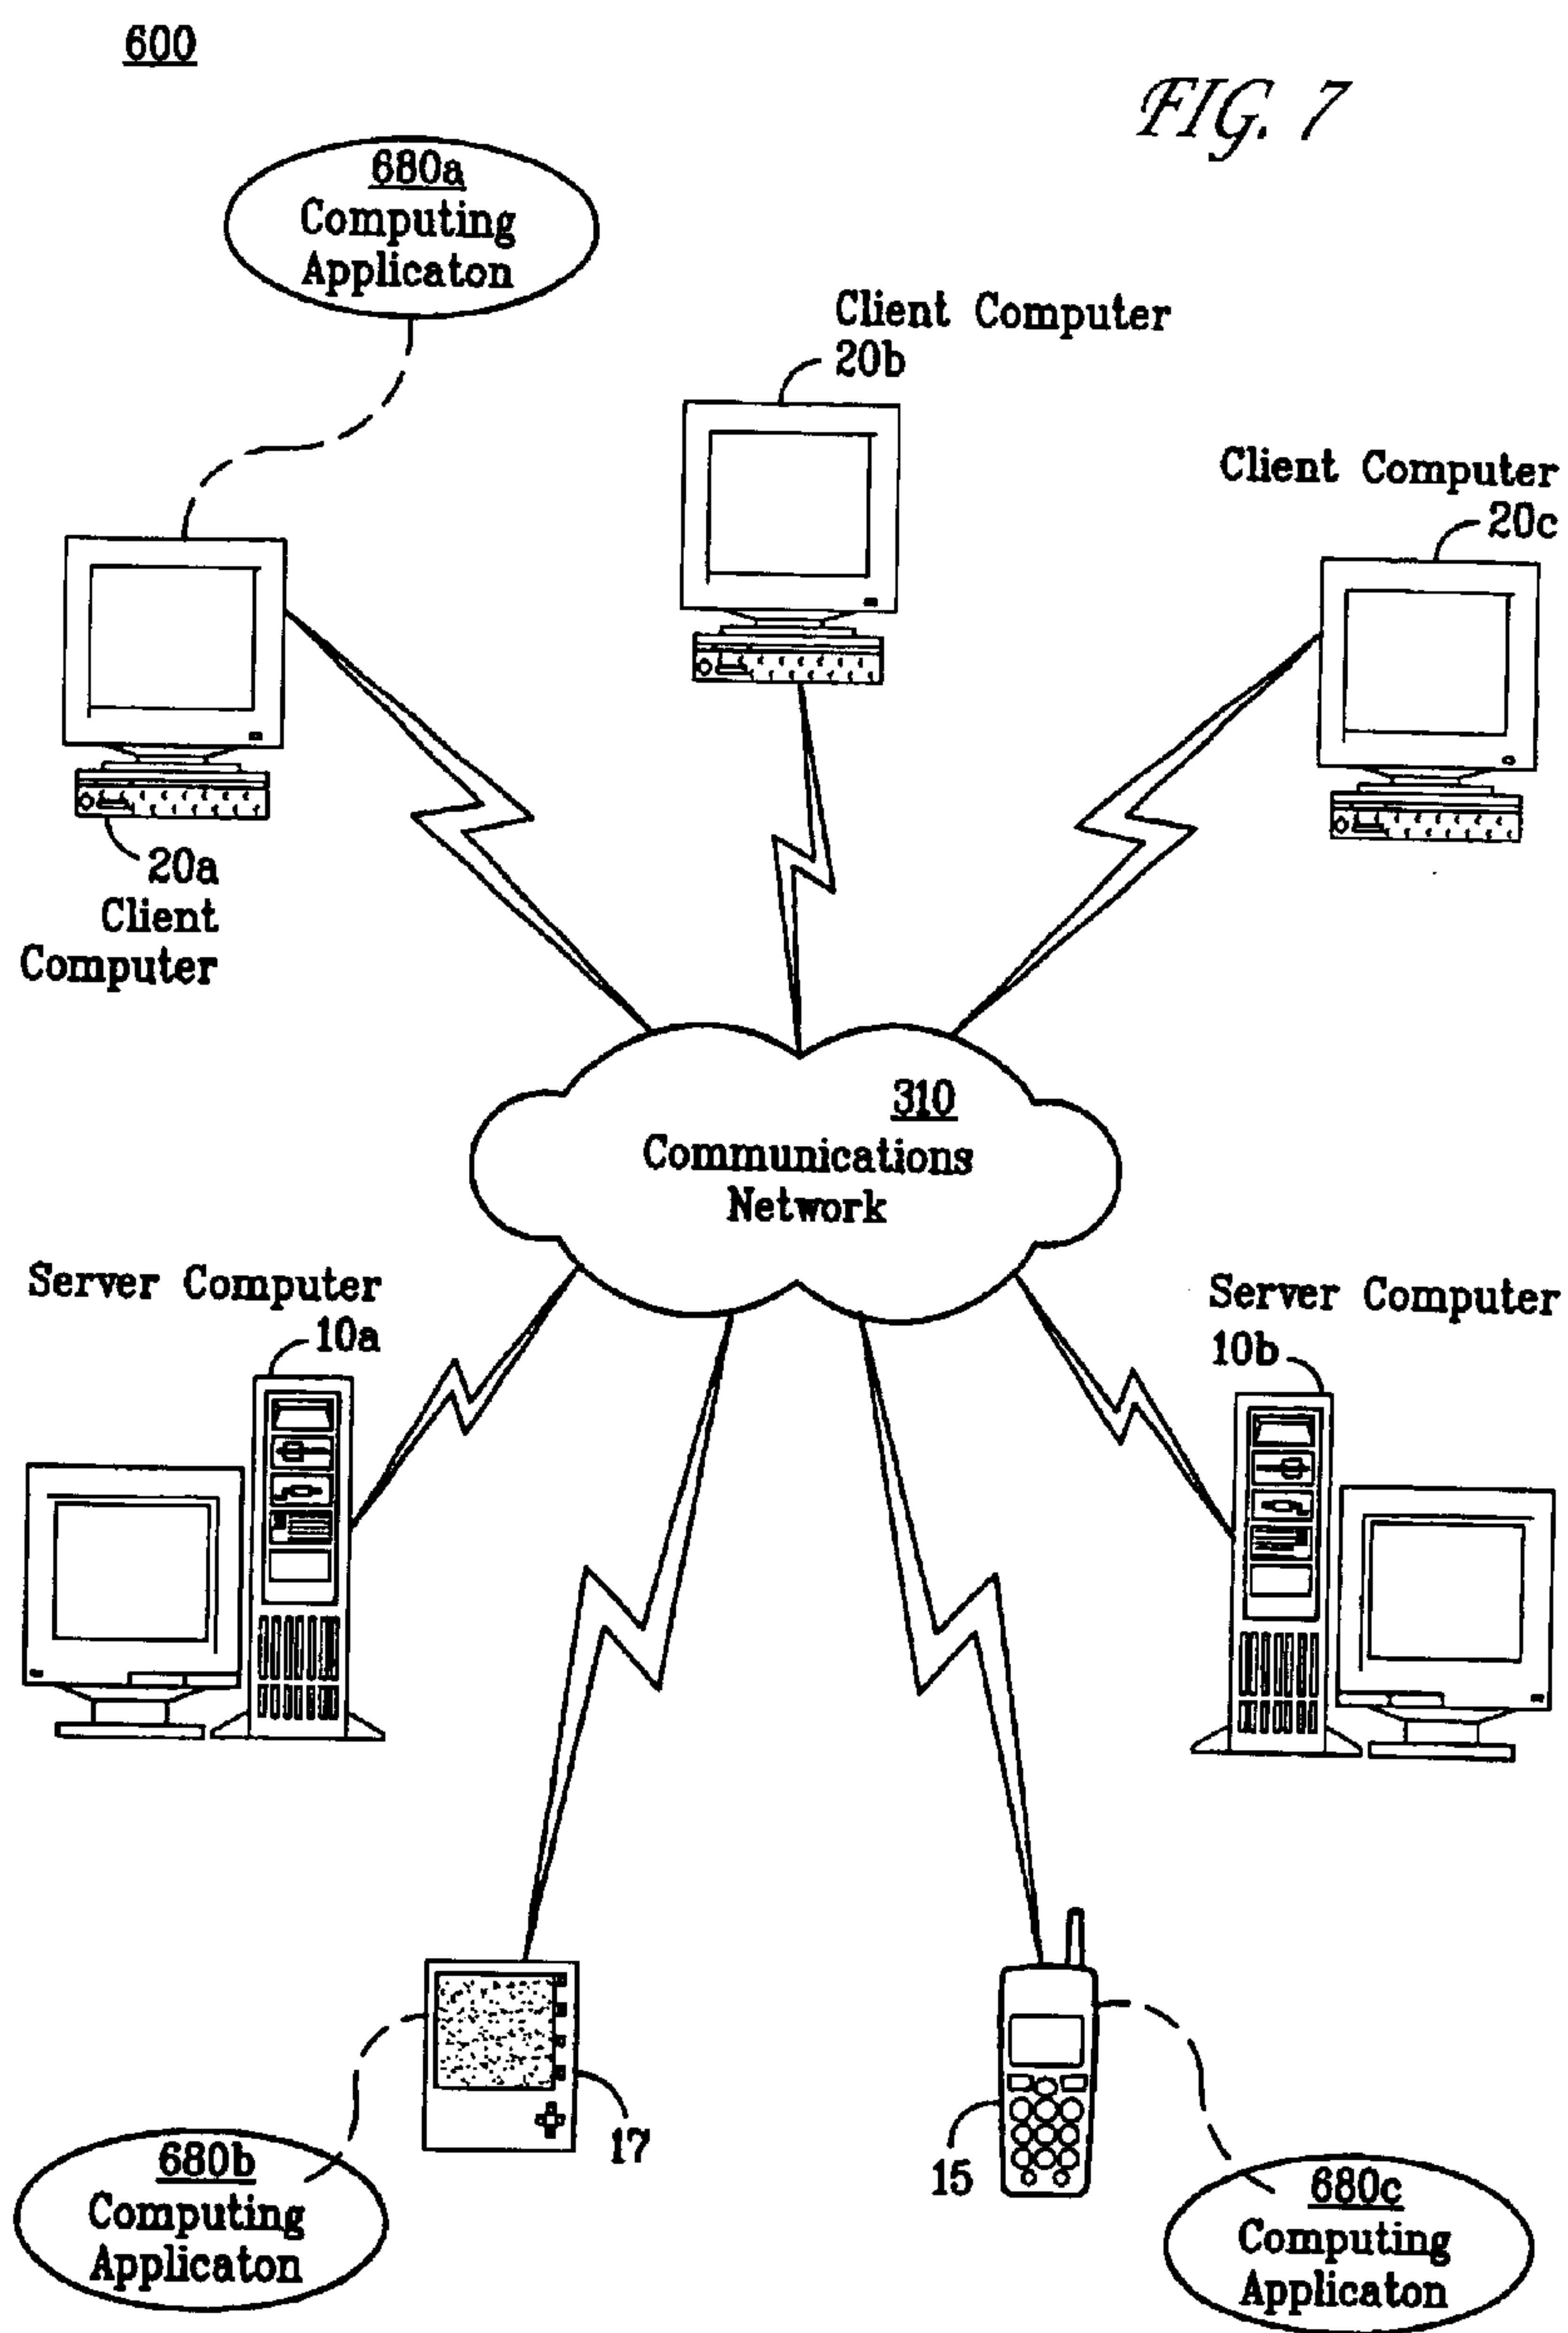 600
FIG. 7
680a
Computing
Applicaton
Client Computer
20b
Client Computer
20c
20a
Client
Computer
310
Communications
Network
Server Computer
10a
Server Computer
10b
17
15
680b
Computing
Applicaton
680c
Computing
Applicaton